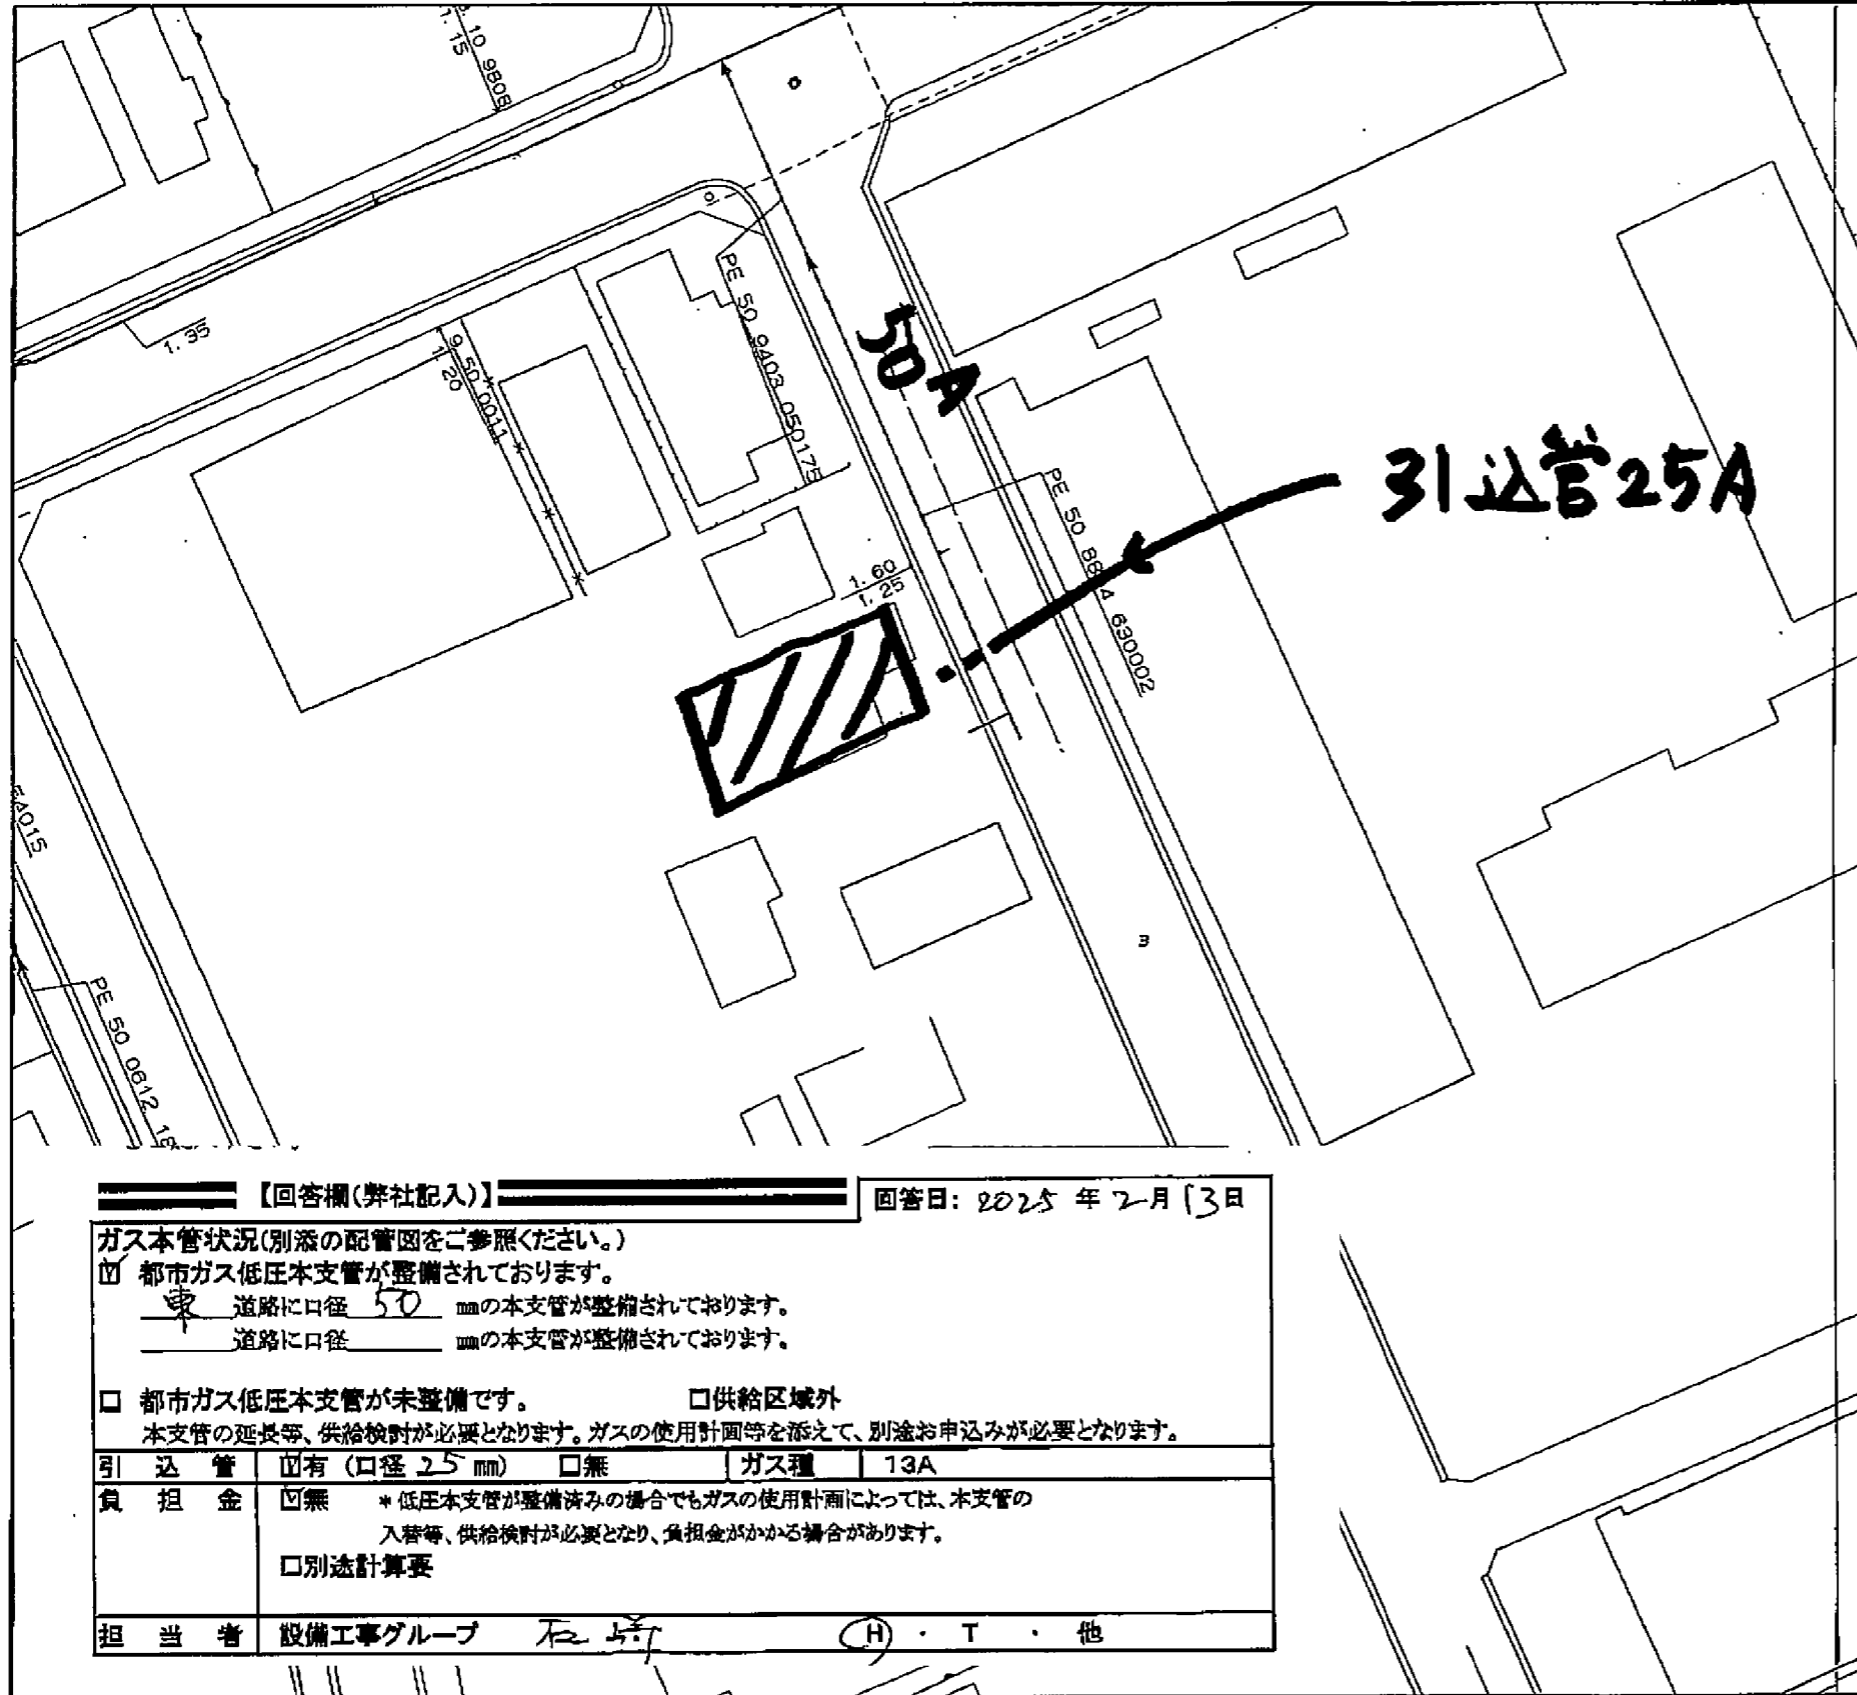 10 9808
1.15
1.35
9 50 0011
1.20
PE 50 9403 050175
50A
引込管25A
PE 50 88 4 630002
1.60
1.25
54015
PE 50 0612 18
3
【回答欄(弊社記入)】
回答日: 2025 年 2月 13日
ガス本管状況(別添の配管図をご参照ください。)
☑ 都市ガス低圧本支管が整備されております。
東 道路に口径 50 mmの本支管が整備されております。
道路に口径 mmの本支管が整備されております。
□ 都市ガス低圧本支管が未整備です。 □供給区域外
本支管の延長等、供給検討が必要となります。ガスの使用計画等を添えて、別途お申込みが必要となります。
引込管 ☑有 (口径 25 mm) □無 ガス種 13A
負担金 ☑無 *低圧本支管が整備済みの場合でもガスの使用計画によっては、本支管の
入替等、供給検討が必要となり、負担金がかかる場合があります。
□別途計算要
担当者 設備工事グループ 石崎 H ・ T ・ 他